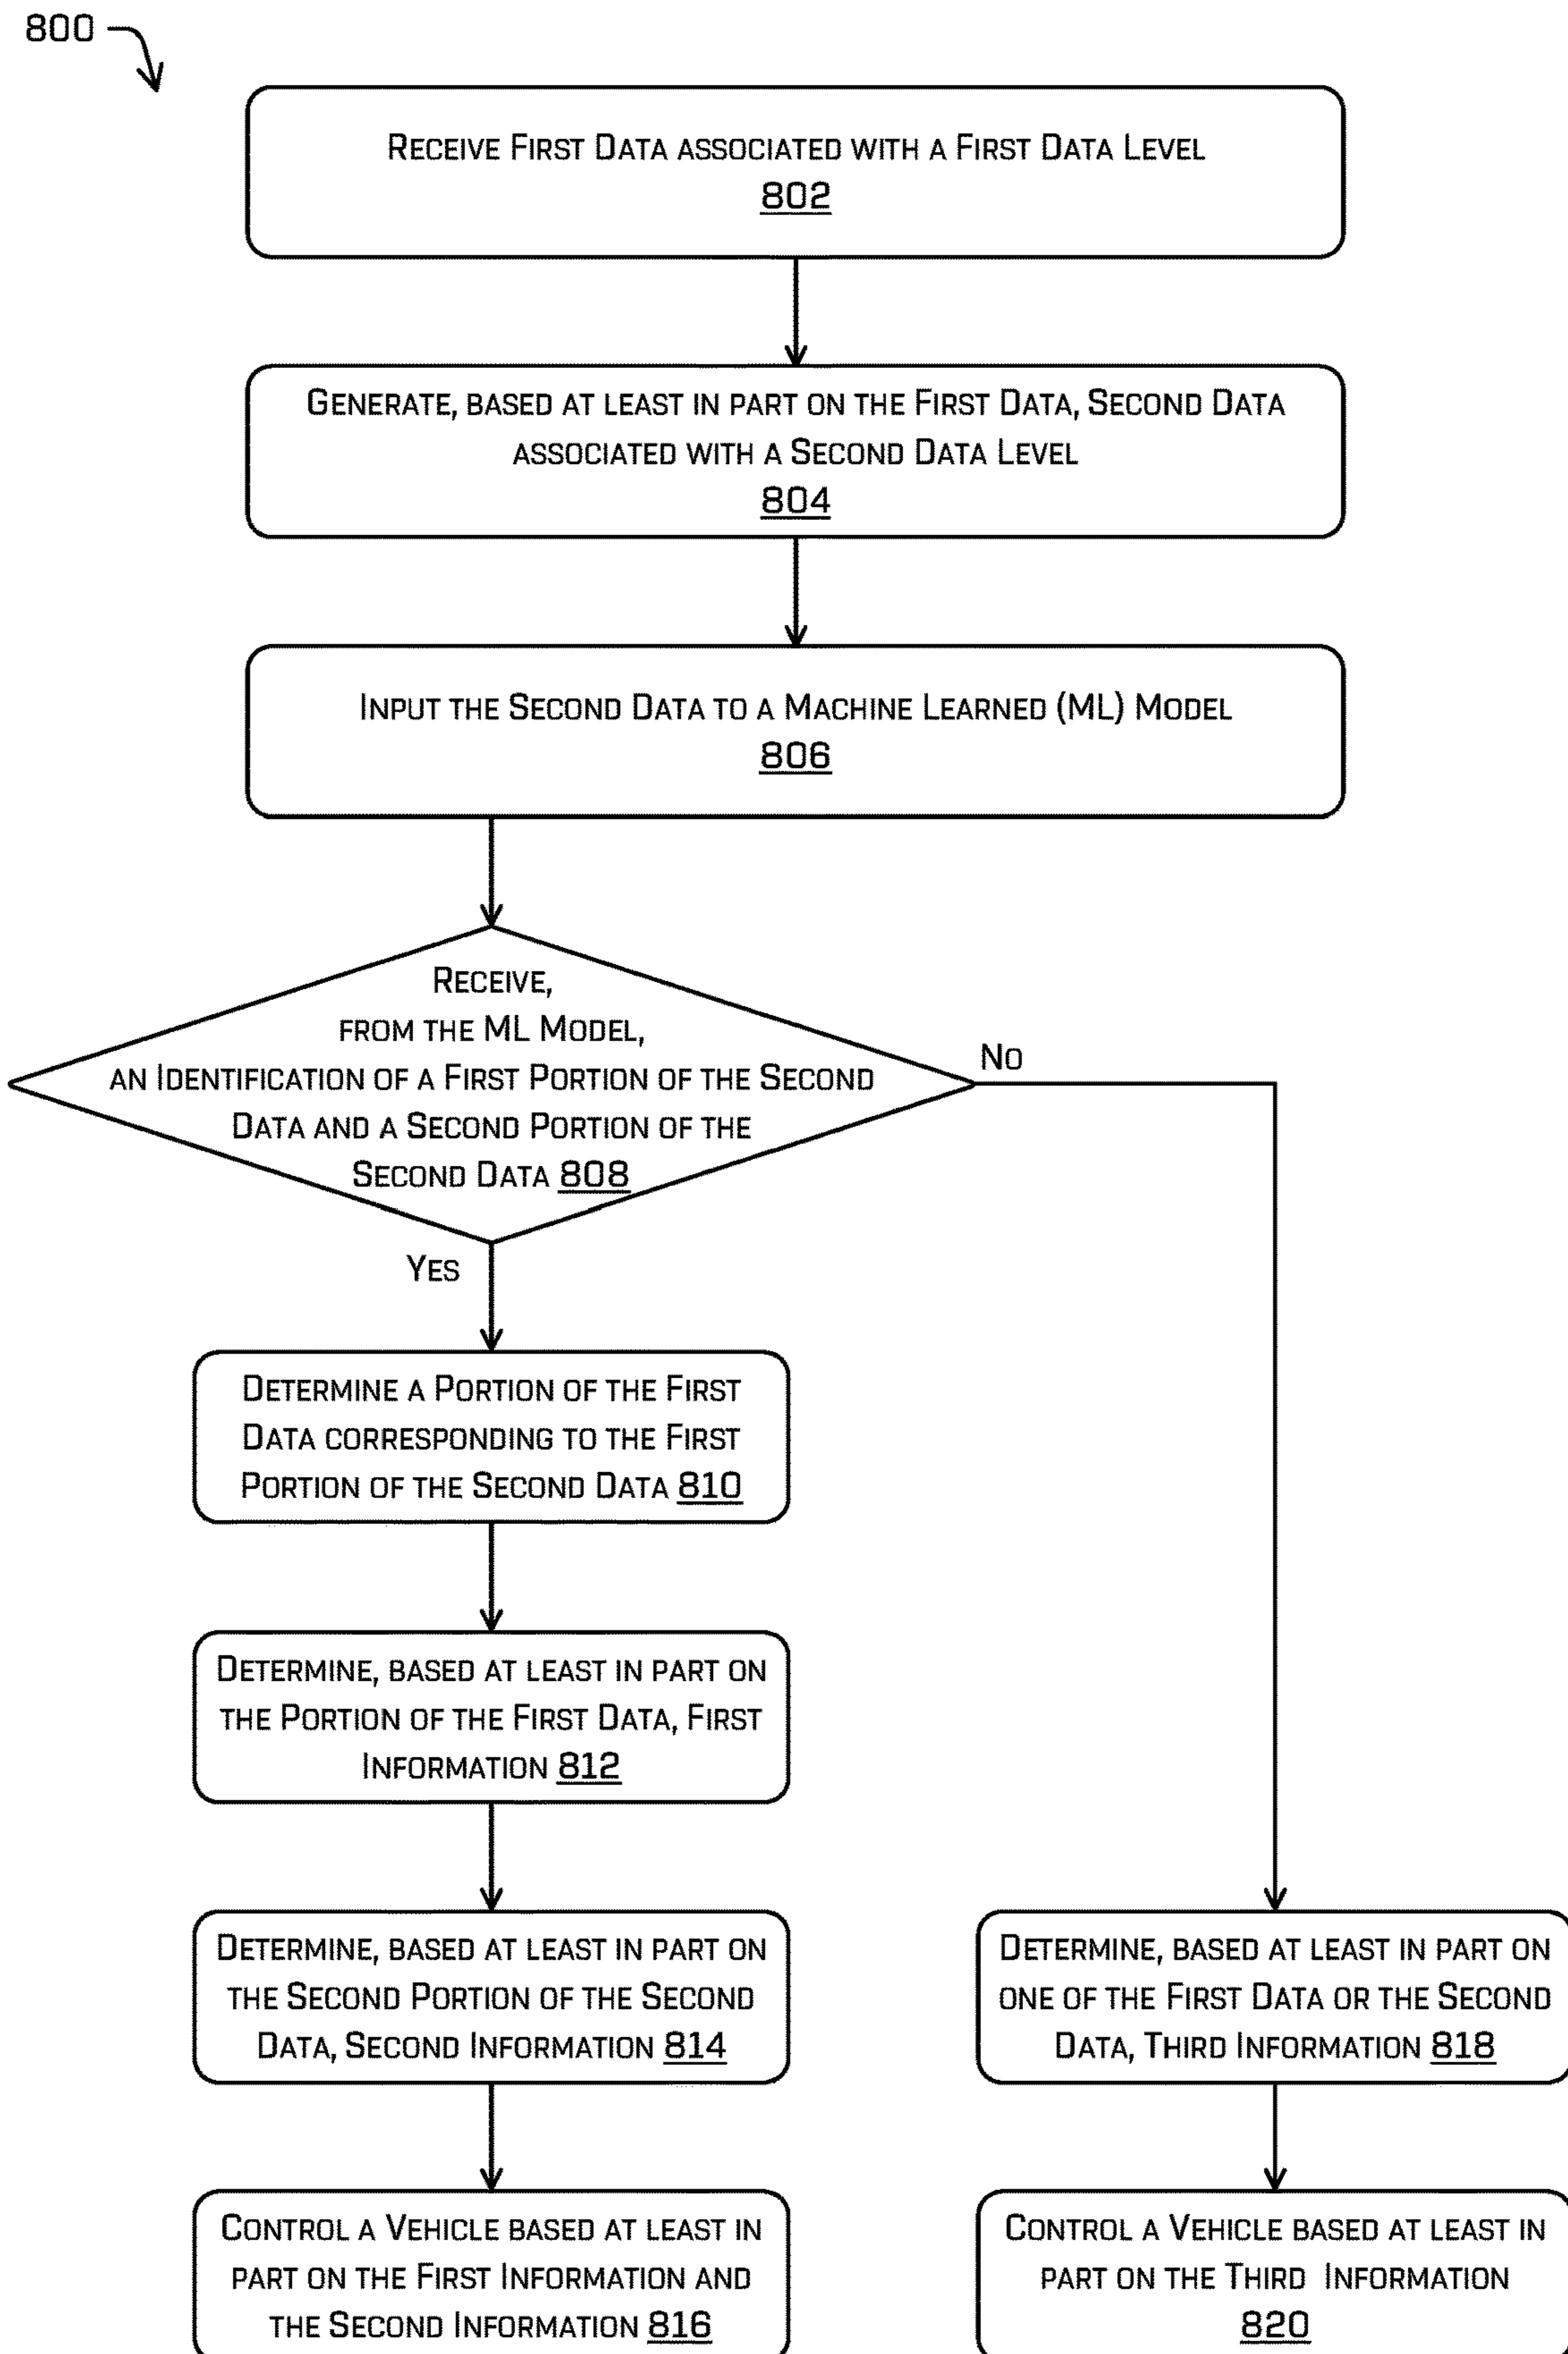 800
RECEIVE FIRST DATA ASSOCIATED WITH A FIRST DATA LEVEL
802
GENERATE, BASED AT LEAST IN PART ON THE FIRST DATA, SECOND DATA
ASSOCIATED WITH A SECOND DATA LEVEL
804
INPUT THE SECOND DATA TO A MACHINE LEARNED (ML) MODEL
806
RECEIVE,
FROM THE ML MODEL,
AN IDENTIFICATION OF A FIRST PORTION OF THE SECOND
DATA AND A SECOND PORTION OF THE
SECOND DATA 808
NO
YES
DETERMINE A PORTION OF THE FIRST
DATA CORRESPONDING TO THE FIRST
PORTION OF THE SECOND DATA 810
DETERMINE, BASED AT LEAST IN PART ON
THE PORTION OF THE FIRST DATA, FIRST
INFORMATION 812
DETERMINE, BASED AT LEAST IN PART ON
THE SECOND PORTION OF THE SECOND
DATA, SECOND INFORMATION 814
CONTROL A VEHICLE BASED AT LEAST IN
PART ON THE FIRST INFORMATION AND
THE SECOND INFORMATION 816
DETERMINE, BASED AT LEAST IN PART ON
ONE OF THE FIRST DATA OR THE SECOND
DATA, THIRD INFORMATION 818
CONTROL A VEHICLE BASED AT LEAST IN
PART ON THE THIRD INFORMATION
820